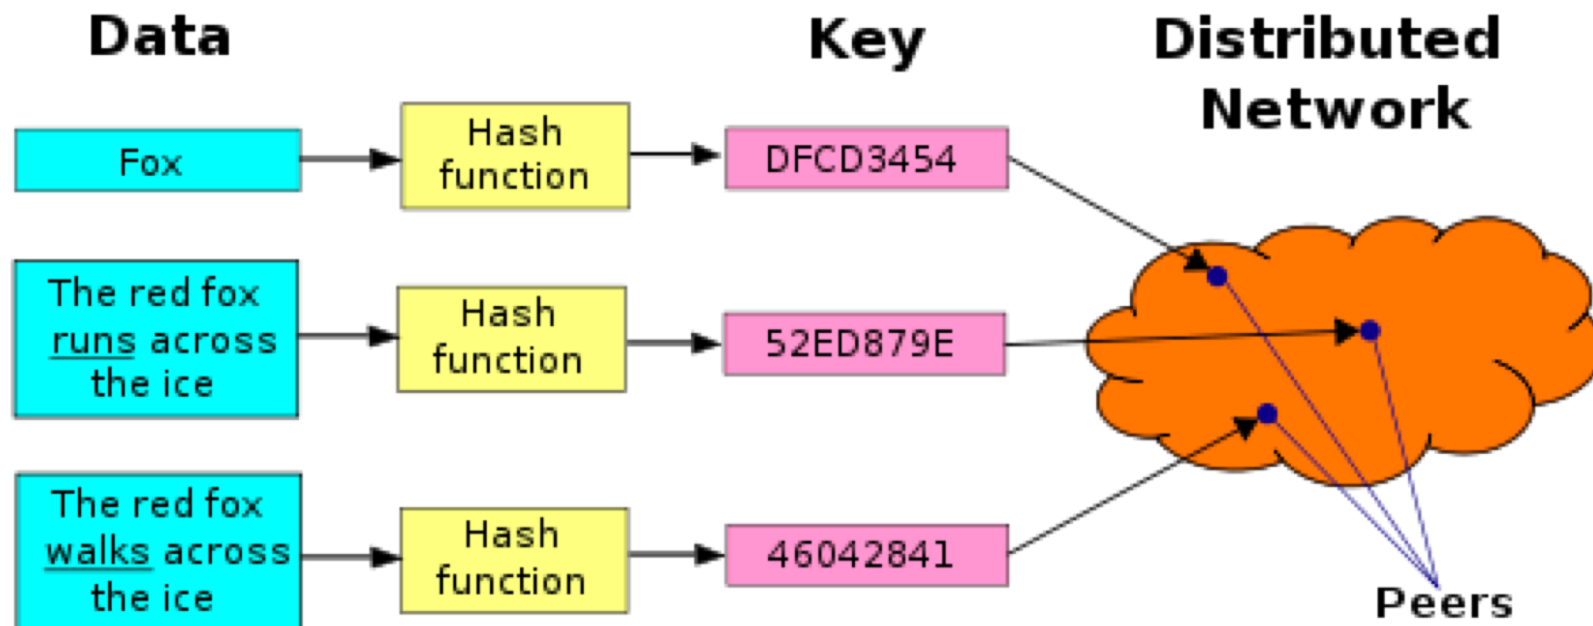 Data
Key
Distributed
Network
Fox
Hash
function
DFCD3454
The red fox
runs across
the ice
Hash
function
52ED879E
The red fox
walks across
the ice
Hash
function
46042841
Peers